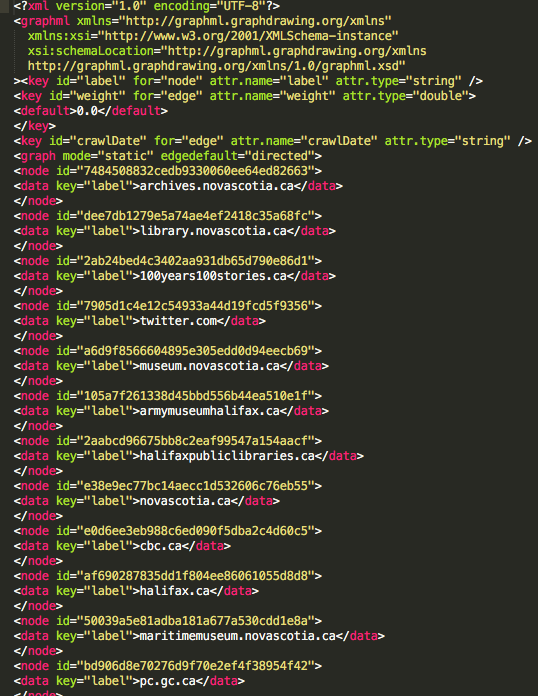 <?xml version="1.0" encoding="UTF-8"?>
<graphml xmlns="http://graphml.graphdrawing.org/xmlns"
xmlns:xsi="http://www.w3.org/2001/XMLSchema-instance"
xsi:schemaLocation="http://graphml.graphdrawing.org/xmlns
http://graphml.graphdrawing.org/xmlns/1.0/graphml.xsd"
><key id="label" for="node" attr.name="label" attr.type="string" />
<key id="weight" for="edge" attr.name="weight" attr.type="double">
<default>0.0</default>
</key>
<key id="crawlDate" for="edge" attr.name="crawlDate" attr.type="string" />
<graph mode="static" edgedefault="directed">
<node id="7484508832cedb9330060ee64ed82663">
<data key="label">archives.novascotia.ca</data>
</node>
<node id="dee7db1279e5a74ae4ef2418c35a68fc">
<data key="label">library.novascotia.ca</data>
</node>
<node id="2ab24bed4c3402aa931db65d790e86d1">
<data key="label">100years100stories.ca</data>
</node>
<node id="7905d1c4e12c54933a44d19fcd5f9356">
<data key="label">twitter.com</data>
</node>
<node id="a6d9f8566604895e305edd0d94eecb69">
<data key="label">museum.novascotia.ca</data>
</node>
<node id="105a7f261338d45bbd556b44ea510e1f">
<data key="label">armymuseumhalifax.ca</data>
</node>
<node id="2aabcd96675bb8c2eaf99547a154aacf">
<data key="label">halifaxpubliclibraries.ca</data>
</node>
<node id="e38e9ec77bc14aecc1d532606c76eb55">
<data key="label">novascotia.ca</data>
</node>
<node id="e0d6ee3eb988c6ed090f5dba2c4d60c5">
<data key="label">cbc.ca</data>
</node>
<node id="af690287835dd1f804ee86061055d8d8">
<data key="label">halifax.ca</data>
</node>
<node id="50039a5e81adba181a677a530cdd1e8a">
<data key="label">maritimemuseum.novascotia.ca</data>
</node>
<node id="bd906d8e70276d9f70e2ef4f38954f42">
<data key="label">pc.gc.ca</data>
</node>